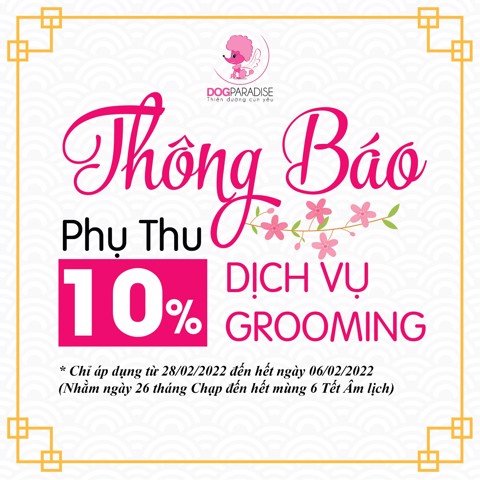 DOGPARADISE
Thiên đường cún yêu
Thông Báo
Phụ Thu
10%
DỊCH VỤ
GROOMING
* Chỉ áp dụng từ 28/02/2022 đến hết ngày 06/02/2022
(Nhằm ngày 26 tháng Chạp đến hết mùng 6 Tết Âm lịch)